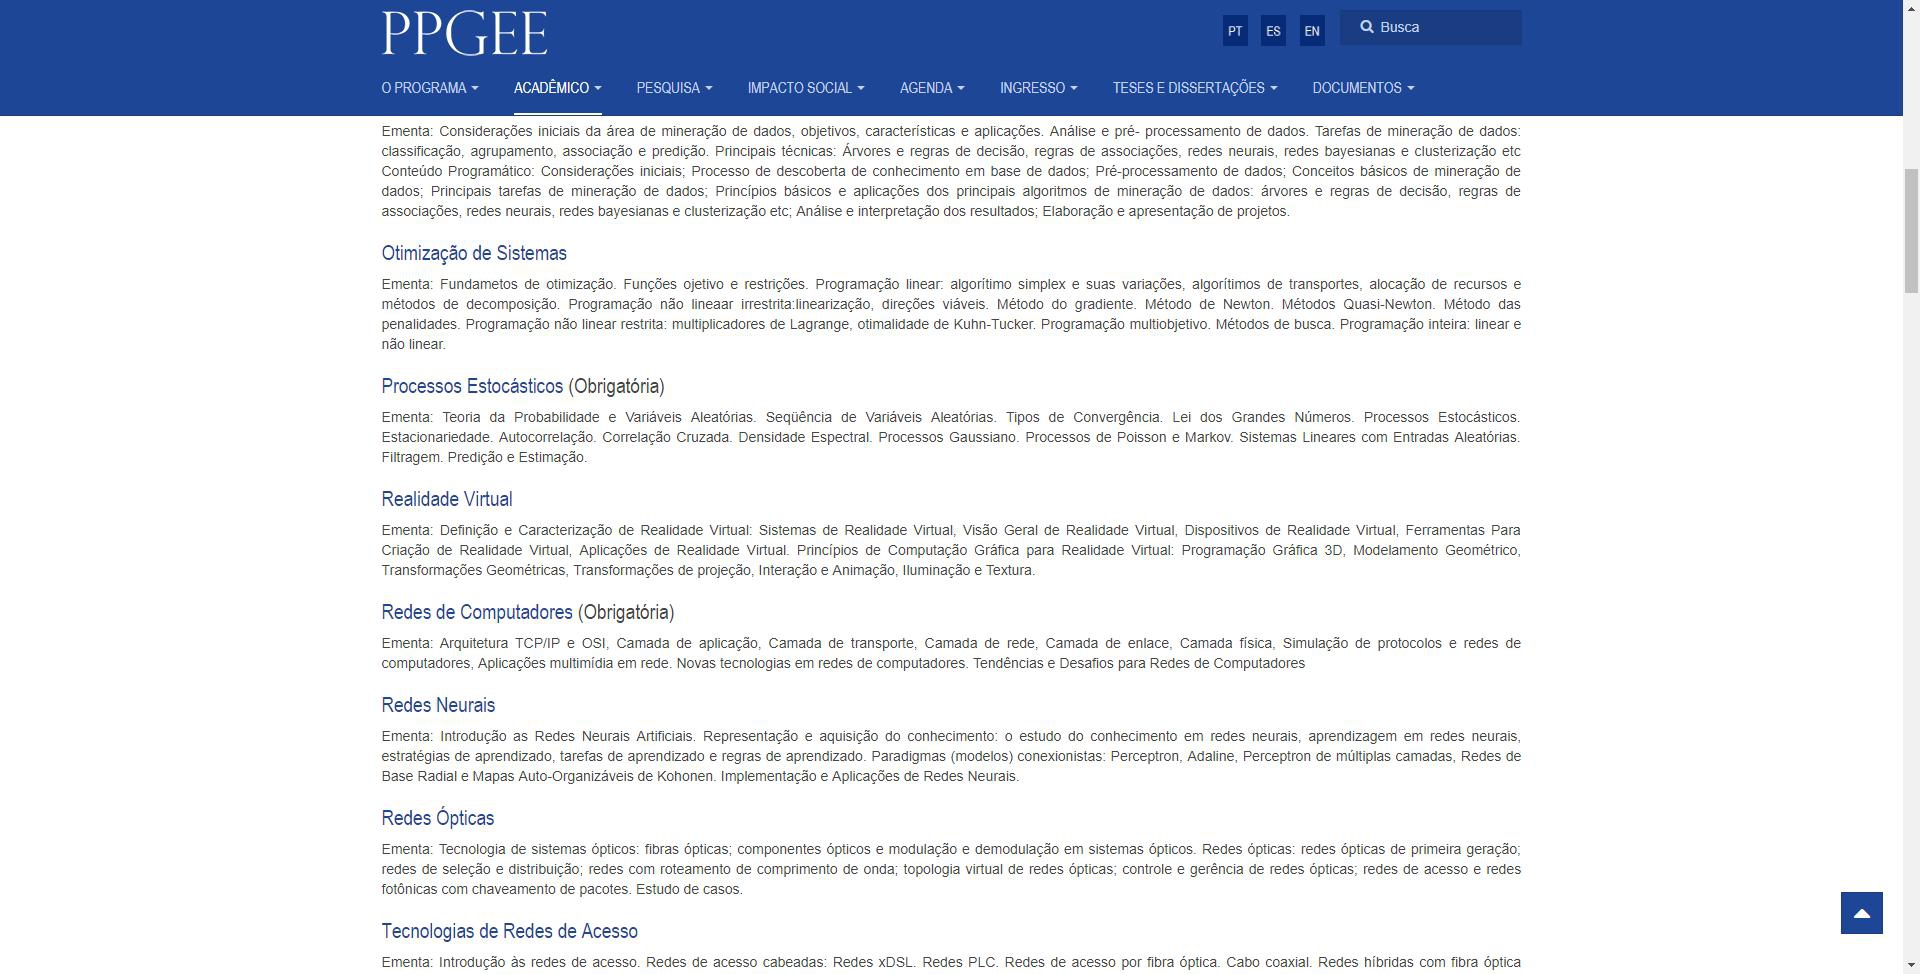 PPGEE
PT ES EN Busca
O PROGRAMA ACADÊMICO PESQUISA IMPACTO SOCIAL AGENDA INGRESSO TESES E DISSERTAÇÕES DOCUMENTOS
Ementa: Considerações iniciais da área de mineração de dados, objetivos, características e aplicações. Análise e pré- processamento de dados. Tarefas de mineração de dados:
classificação, agrupamento, associação e predição. Principais técnicas: Árvores e regras de decisão, regras de associações, redes neurais, redes bayesianas e clusterização etc
Conteúdo Programático: Considerações iniciais; Processo de descoberta de conhecimento em base de dados; Pré-processamento de dados; Conceitos básicos de mineração de
dados; Principais tarefas de mineração de dados; Princípios básicos e aplicações dos principais algoritmos de mineração de dados: árvores e regras de decisão, regras de
associações, redes neurais, redes bayesianas e clusterização etc; Análise e interpretação dos resultados; Elaboração e apresentação de projetos.
Otimização de Sistemas
Ementa: Fundametos de otimização. Funções ojetivo e restrições. Programação linear: algorítimo simplex e suas variações, algorítimos de transportes, alocação de recursos e
métodos de decomposição. Programação não lineaar irrestrita:linearização, direções viáveis. Método do gradiente. Método de Newton. Métodos Quasi-Newton. Método das
penalidades. Programação não linear restrita: multiplicadores de Lagrange, otimalidade de Kuhn-Tucker. Programação multiobjetivo. Métodos de busca. Programação inteira: linear e
não linear.
Processos Estocásticos (Obrigatória)
Ementa: Teoria da Probabilidade e Variáveis Aleatórias. Seqüência de Variáveis Aleatórias. Tipos de Convergência. Lei dos Grandes Números. Processos Estocásticos.
Estacionariedade. Autocorrelação. Correlação Cruzada. Densidade Espectral. Processos Gaussiano. Processos de Poisson e Markov. Sistemas Lineares com Entradas Aleatórias.
Filtragem. Predição e Estimação.
Realidade Virtual
Ementa: Definição e Caracterização de Realidade Virtual: Sistemas de Realidade Virtual, Visão Geral de Realidade Virtual, Dispositivos de Realidade Virtual, Ferramentas Para
Criação de Realidade Virtual, Aplicações de Realidade Virtual. Princípios de Computação Gráfica para Realidade Virtual: Programação Gráfica 3D, Modelamento Geométrico,
Transformações Geométricas, Transformações de projeção, Interação e Animação, Iluminação e Textura.
Redes de Computadores (Obrigatória)
Ementa: Arquitetura TCP/IP e OSI, Camada de aplicação, Camada de transporte, Camada de rede, Camada de enlace, Camada física, Simulação de protocolos e redes de
computadores, Aplicações multimídia em rede. Novas tecnologias em redes de computadores. Tendências e Desafios para Redes de Computadores
Redes Neurais
Ementa: Introdução as Redes Neurais Artificiais. Representação e aquisição do conhecimento: o estudo do conhecimento em redes neurais, aprendizagem em redes neurais,
estratégias de aprendizado, tarefas de aprendizado e regras de aprendizado. Paradigmas (modelos) conexionistas: Perceptron, Adaline, Perceptron de múltiplas camadas, Redes de
Base Radial e Mapas Auto-Organizáveis de Kohonen. Implementação e Aplicações de Redes Neurais.
Redes Ópticas
Ementa: Tecnologia de sistemas ópticos: fibras ópticas; componentes ópticos e modulação e demodulação em sistemas ópticos. Redes ópticas: redes ópticas de primeira geração;
redes de seleção e distribuição; redes com roteamento de comprimento de onda; topologia virtual de redes ópticas; controle e gerência de redes ópticas; redes de acesso e redes
fotônicas com chaveamento de pacotes. Estudo de casos.
Tecnologias de Redes de Acesso
Ementa: Introdução às redes de acesso. Redes de acesso cabeadas: Redes xDSL. Redes PLC. Redes de acesso por fibra óptica. Cabo coaxial. Redes híbridas com fibra óptica